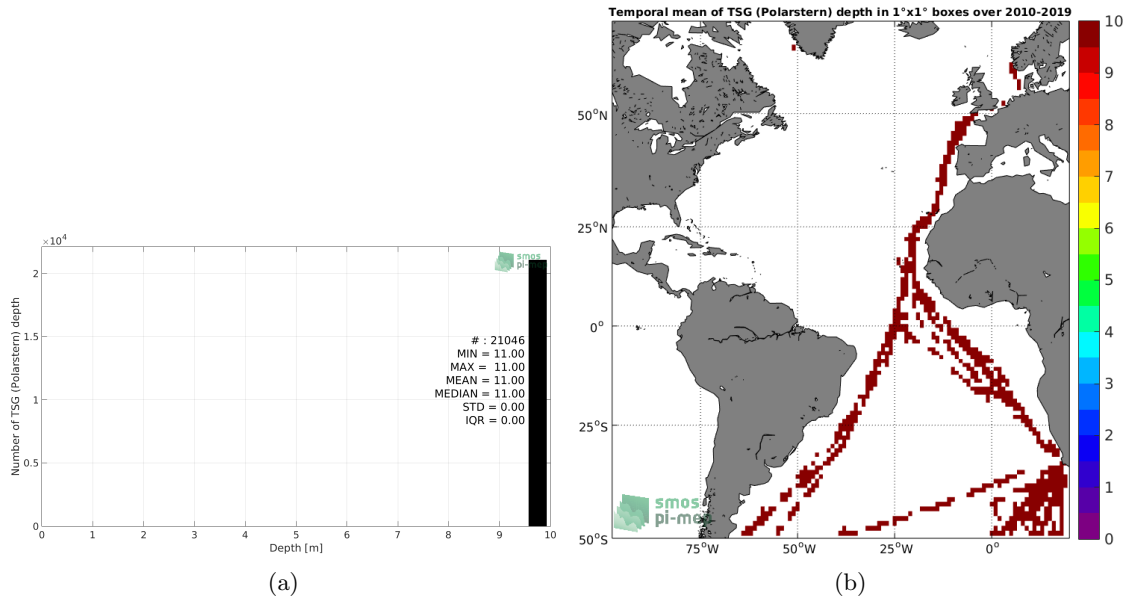 ×10⁴
2
1.5
1
0.5
0
Number of TSG (Polarstern) depth
smos
pi-mep
# : 21046
MIN = 11.00
MAX = 11.00
MEAN = 11.00
MEDIAN = 11.00
STD = 0.00
IQR = 0.00
0 1 2 3 4 5 6 7 8 9 10
Depth [m]
(a)
Temporal mean of TSG (Polarstern) depth in 1°x1° boxes over 2010-2019
50°N
25°N
0°
25°S
50°S
smos
pi-mep
75°W 50°W 25°W 0°
10
9
8
7
6
5
4
3
2
1
0
(b)